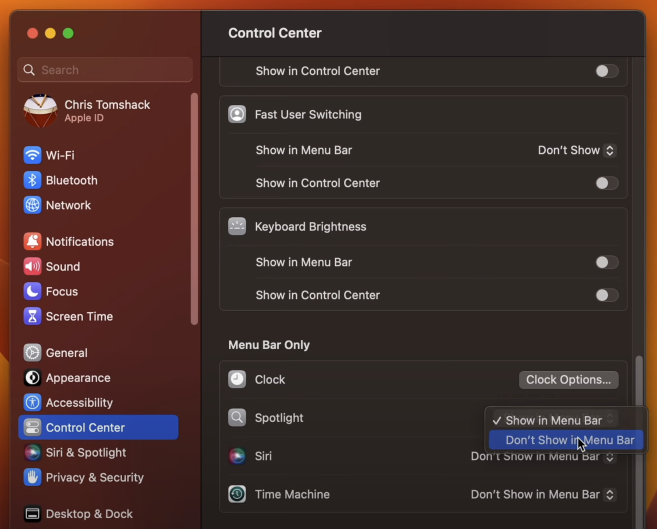 Control Center
Search
Chris Tomshack
Apple ID
Wi-Fi
Bluetooth
Network
Notifications
Sound
Focus
Screen Time
General
Appearance
Accessibility
Control Center
Siri & Spotlight
Privacy & Security
Desktop & Dock
Show in Control Center
Fast User Switching
Show in Menu Bar Don't Show
Show in Control Center
Keyboard Brightness
Show in Menu Bar
Show in Control Center
Menu Bar Only
Clock Clock Options...
Spotlight ✓ Show in Menu Bar
Don't Show in Menu Bar
Siri Don't Show in Menu Bar
Time Machine Don't Show in Menu Bar